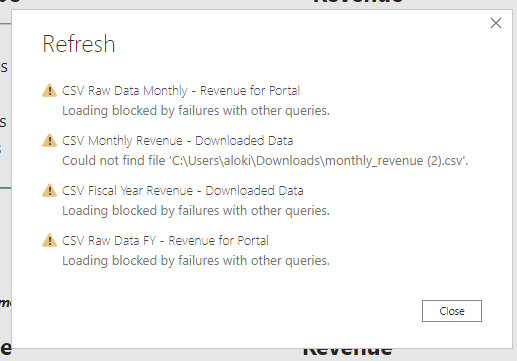 Revenue
Refresh
CSV Raw Data Monthly - Revenue for Portal
Loading blocked by failures with other queries.
CSV Monthly Revenue - Downloaded Data
Could not find file 'C:\Users\aloki\Downloads\monthly_revenue (2).csv'.
CSV Fiscal Year Revenue - Downloaded Data
Loading blocked by failures with other queries.
CSV Raw Data FY - Revenue for Portal
Loading blocked by failures with other queries.
Close
Revenue